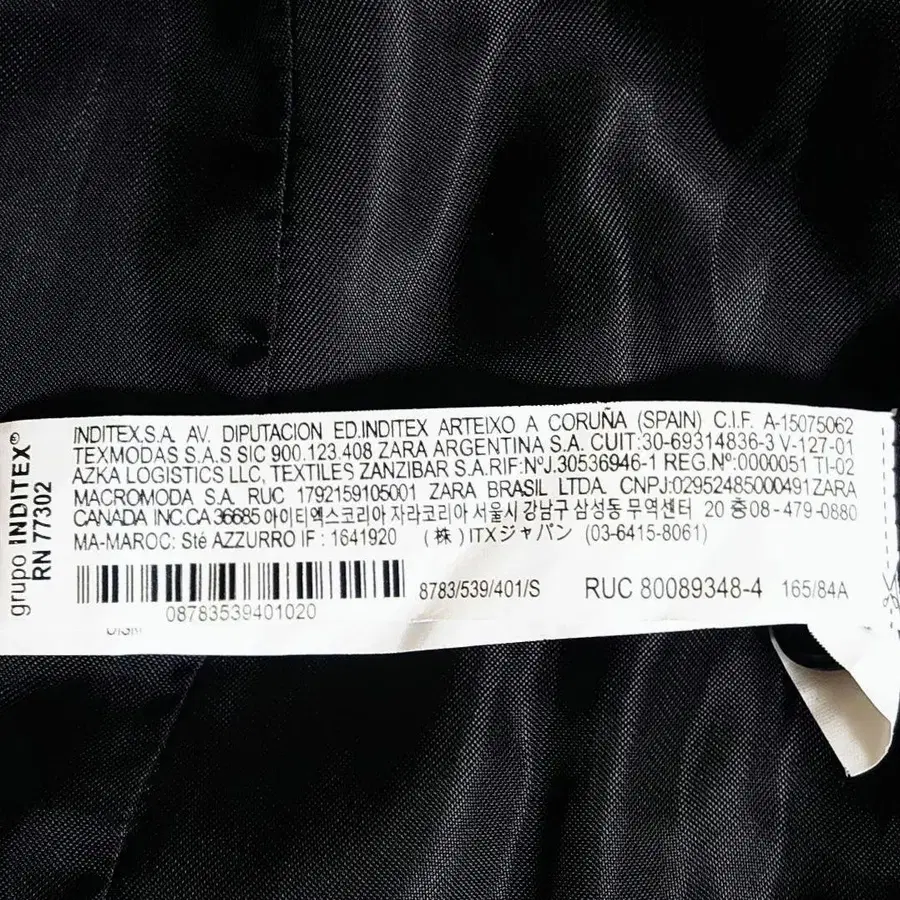 grupo INDITEX®
RN 77302
INDITEX.S.A. AV. DIPUTACION ED.INDITEX ARTEIXO A CORUÑA (SPAIN) C.I.F. A-15075062
TEXMODAS S.A.S SIC 900.123.408 ZARA ARGENTINA S.A. CUIT:30-69314836-3 V-127-01
AZKA LOGISTICS LLC, TEXTILES ZANZIBAR S.A.RIF:NºJ.30536946-1 REG.Nº:0000051 TI-02
MACROMODA S.A. RUC 1792159105001 ZARA BRASIL LTDA. CNPJ:02952485000491ZARA
CANADA INC.CA 36685아이티엑스코리아 자라코리아 서울시 강남구 삼성동 무역센터 20 층08-479-0880
MA-MAROC: Sté AZZURRO IF : 1641920 (株) ITXジャパン (03-6415-8061)
08783539401020
8783/539/401/S RUC 80089348-4 165/84A